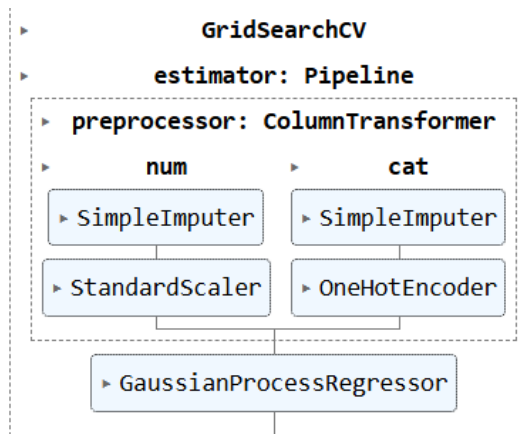 GridSearchCV
estimator: Pipeline
preprocessor: ColumnTransformer
num cat
SimpleImputer SimpleImputer
StandardScaler OneHotEncoder
GaussianProcessRegressor